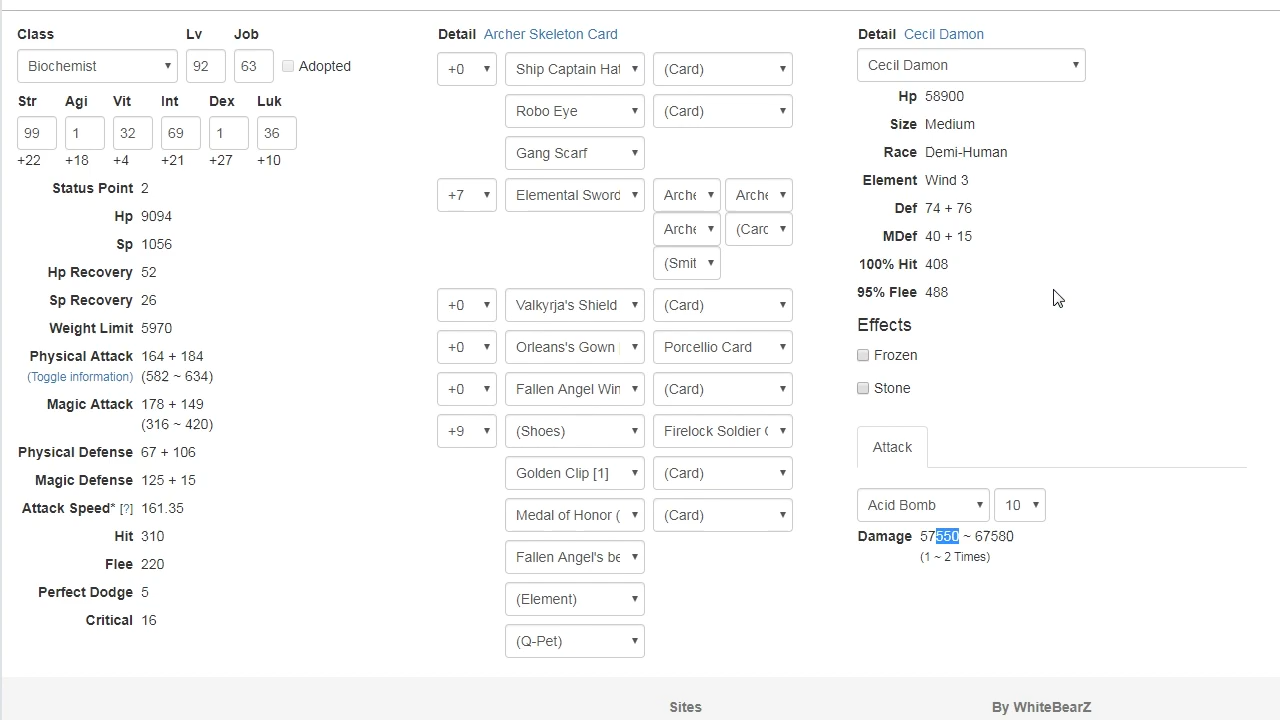 Class Lv Job
Biochemist 92 63 Adopted
Str Agi Vit Int Dex Luk
99 1 32 69 1 36
+22 +18 +4 +21 +27 +10
Status Point 2
Hp 9094
Sp 1056
Hp Recovery 52
Sp Recovery 26
Weight Limit 5970
Physical Attack 164 + 184
(Toggle information) (582 ~ 634)
Magic Attack 178 + 149
(316 ~ 420)
Physical Defense 67 + 106
Magic Defense 125 + 15
Attack Speed* [?] 161.35
Hit 310
Flee 220
Perfect Dodge 5
Critical 16
Detail Archer Skeleton Card
+0 Ship Captain Hat (Card)
Robo Eye (Card)
Gang Scarf
+7 Elemental Sword Arche Arche
Arche (Card
(Smit
+0 Valkyrja's Shield (Card)
+0 Orleans's Gown Porcellio Card
+0 Fallen Angel Win (Card)
+9 (Shoes) Firelock Soldier
Golden Clip [1] (Card)
Medal of Honor ( (Card)
Fallen Angel's be
(Element)
(Q-Pet)
Detail Cecil Damon
Cecil Damon
Hp 58900
Size Medium
Race Demi-Human
Element Wind 3
Def 74 + 76
MDef 40 + 15
100% Hit 408
95% Flee 488
Effects
Frozen
Stone
Attack
Acid Bomb 10
Damage 57550 ~ 67580
(1 ~ 2 Times)
Sites By WhiteBearZ